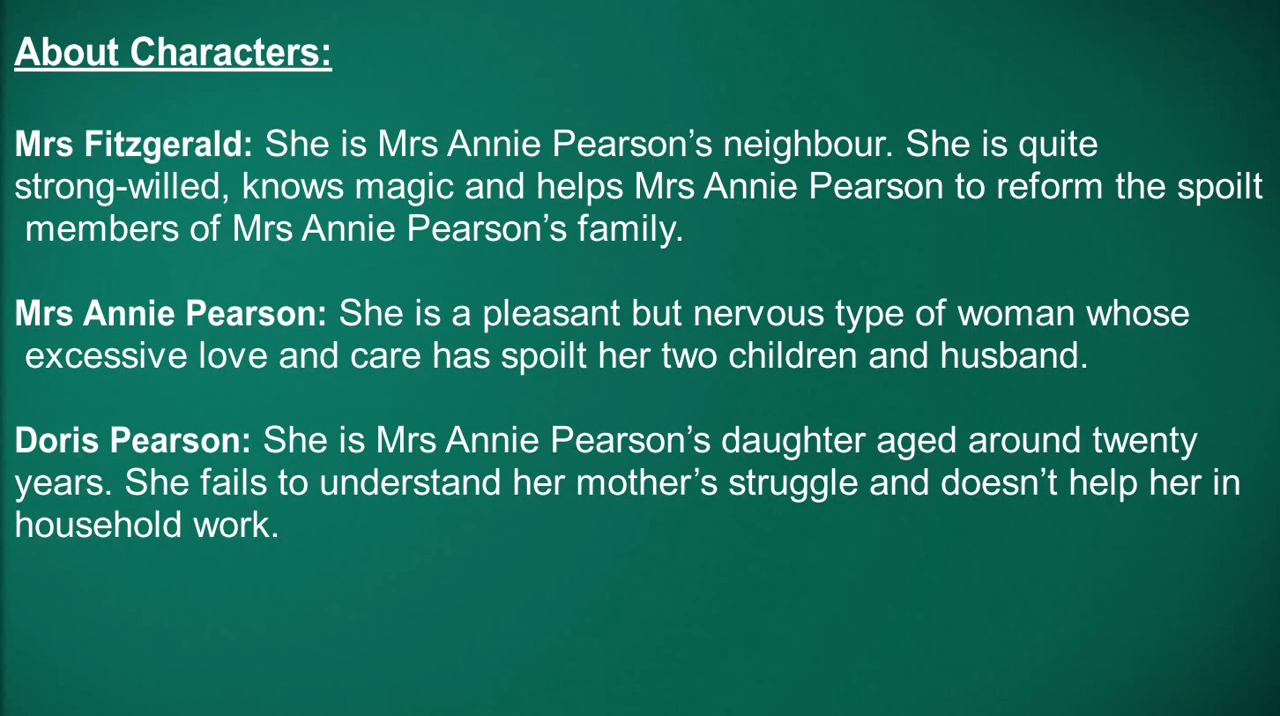 About Characters:
Mrs Fitzgerald: She is Mrs Annie Pearson’s neighbour. She is quite
strong-willed, knows magic and helps Mrs Annie Pearson to reform the spoilt
members of Mrs Annie Pearson’s family.
Mrs Annie Pearson: She is a pleasant but nervous type of woman whose
excessive love and care has spoilt her two children and husband.
Doris Pearson: She is Mrs Annie Pearson’s daughter aged around twenty
years. She fails to understand her mother’s struggle and doesn’t help her in
household work.